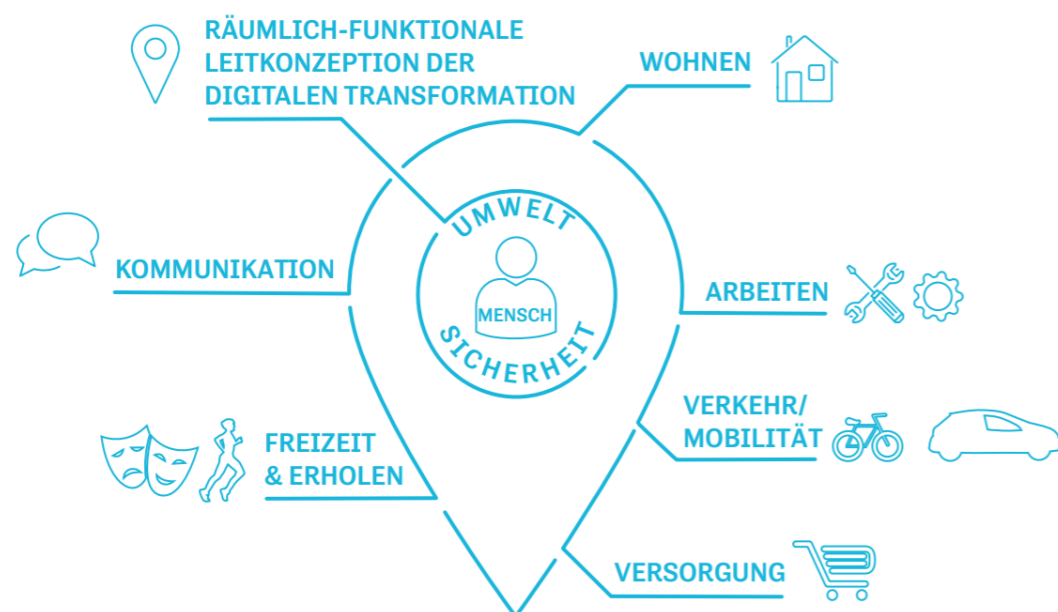 RÄUMLICH-FUNKTIONALE
LEITKONZEPTION DER
DIGITALEN TRANSFORMATION
WOHNEN
UMWELT
KOMMUNIKATION
MENSCH
ARBEITEN
SICHERHEIT
VERKEHR/
MOBILITÄT
FREIZEIT
& ERHOLEN
VERSORGUNG